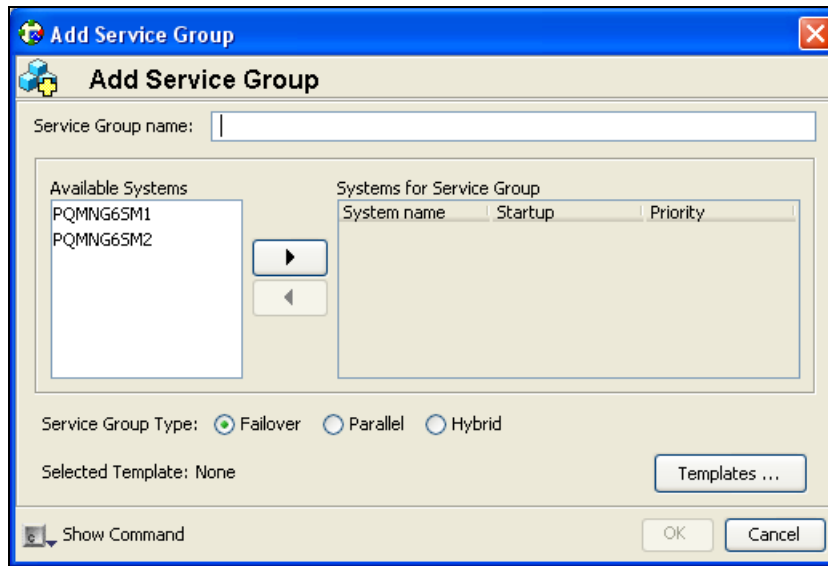 Add Service Group
Add Service Group
Service Group name:
Available Systems
PQMNG6SM1
PQMNG6SM2
Systems for Service Group
System name Startup Priority
Service Group Type: Failover Parallel Hybrid
Selected Template: None
Templates ...
Show Command
OK
Cancel